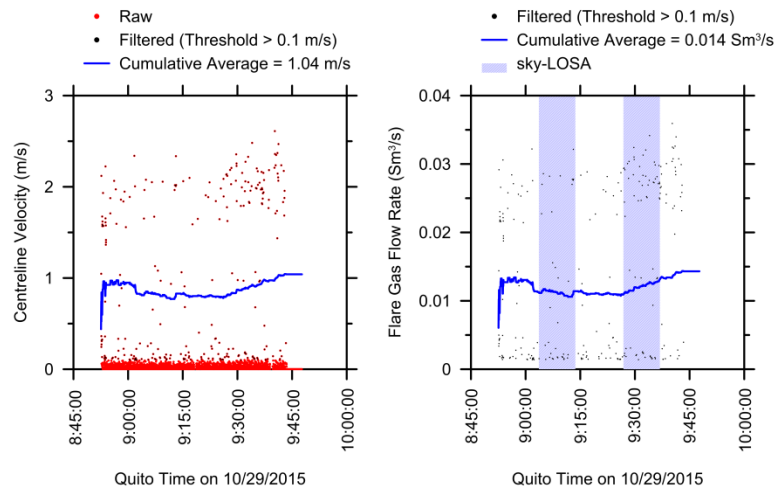 Raw
Filtered (Threshold > 0.1 m/s)
Cumulative Average = 1.04 m/s
3
2
1
0
Centreline Velocity (m/s)
8:45:00
9:00:00
9:15:00
9:30:00
9:45:00
10:00:00
Quito Time on 10/29/2015
Filtered (Threshold > 0.1 m/s)
Cumulative Average = 0.014 Sm³/s
sky-LOSA
0.04
0.03
0.02
0.01
0
Flare Gas Flow Rate (Sm³/s)
8:45:00
9:00:00
9:15:00
9:30:00
9:45:00
10:00:00
Quito Time on 10/29/2015